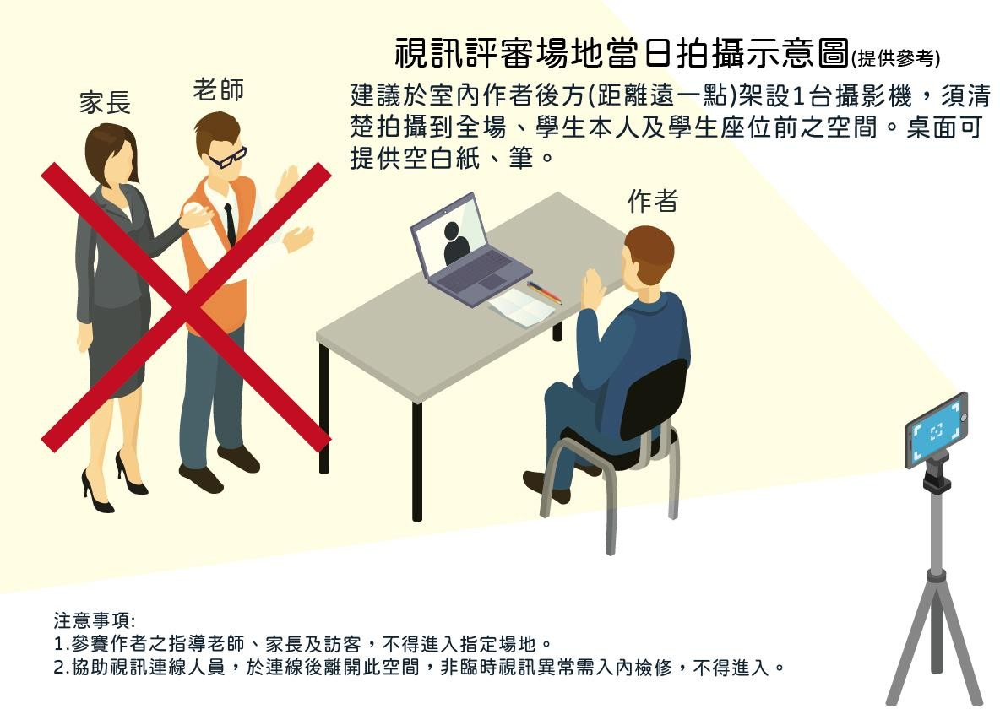 視訊評審場地當日拍攝示意圖(提供參考)
建議於室內作者後方(距離遠一點)架設1台攝影機，須清
楚拍攝到全場、學生本人及學生座位前之空間。桌面可
提供空白紙、筆。
家長
老師
作者
注意事項:
1.參賽作者之指導老師、家長及訪客，不得進入指定場地。
2.協助視訊連線人員，於連線後離開此空間，非臨時視訊異常需入內檢修，不得進入。